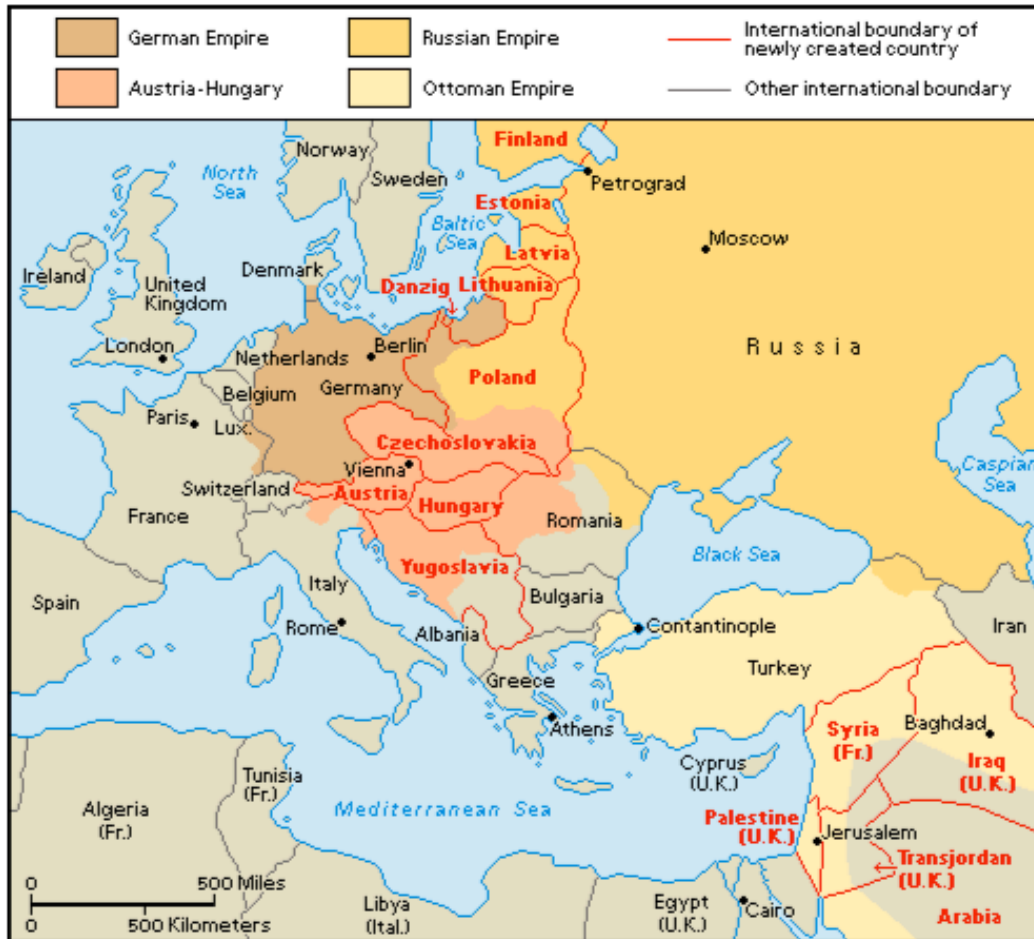 German Empire
Russian Empire
International boundary of
newly created country
Austria-Hungary
Ottoman Empire
Other international boundary
Finland
Norway
North
Sea
Sweden
Petrograd
Estonia
Baltic
Sea
Moscow
Latvia
Denmark
Ireland
Danzig
Lithuania
United
Kingdom
Russia
London
Netherlands
Berlin
Poland
Germany
Belgium
Paris
Lux.
Czechoslovakia
Vienna
Caspian
Sea
Switzerland
Austria
Hungary
France
Romania
Black Sea
Yugoslavia
Italy
Spain
Bulgaria
Rome
Albania
Contantinople
Iran
Turkey
Greece
Athens
Syria
(Fr.)
Baghdad
Cyprus
(U.K.)
Iraq
(U.K.)
Tunisia
(Fr.)
Algeria
(Fr.)
Mediterranean Sea
Palestine
(U.K.)
Jerusalem
Transjordan
(U.K.)
0
500 Miles
0
500 Kilometers
Libya
(Ital.)
Egypt
(U.K.)
Cairo
Arabia